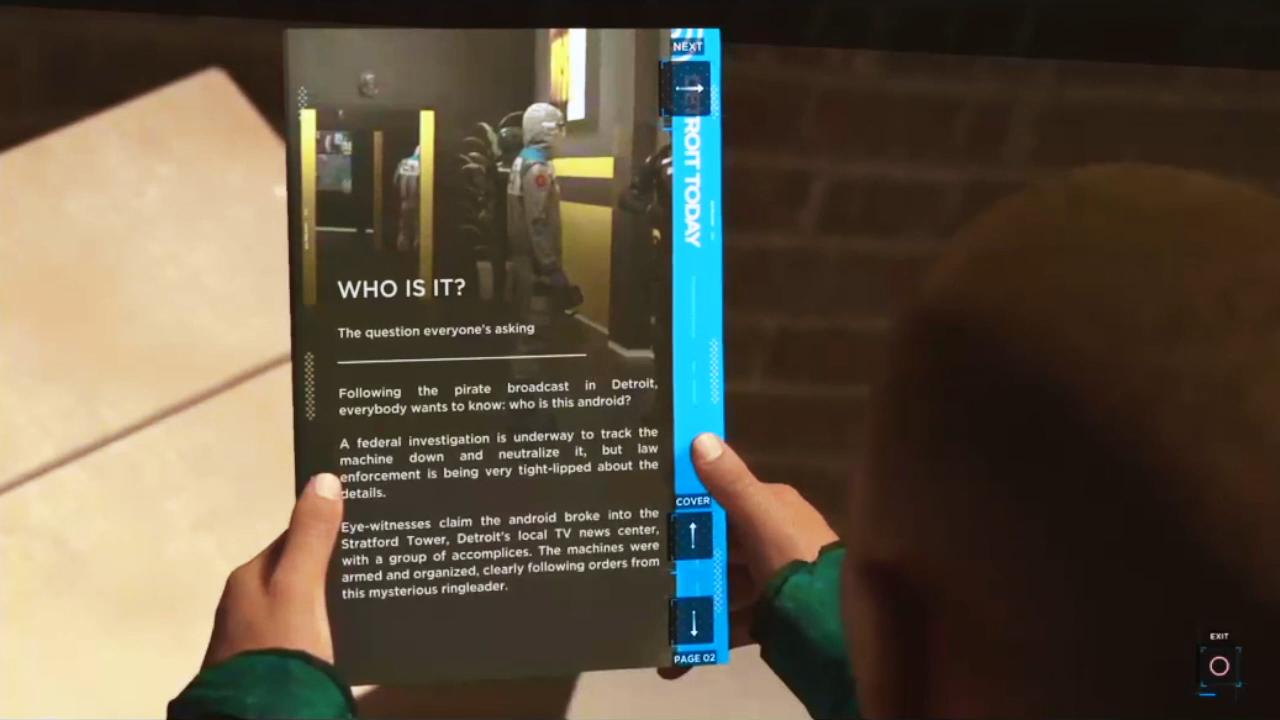 NEXT
DETROIT TODAY
WHO IS IT?
The question everyone's asking
Following the pirate broadcast in Detroit,
everybody wants to know: who is this android?
A federal investigation is underway to track the
machine down and neutralize it, but law
enforcement is being very tight-lipped about the
details.
Eye-witnesses claim the android broke into the
Stratford Tower, Detroit's local TV news center,
with a group of accomplices. The machines were
armed and organized, clearly following orders from
this mysterious ringleader.
COVER
PAGE 02
EXIT